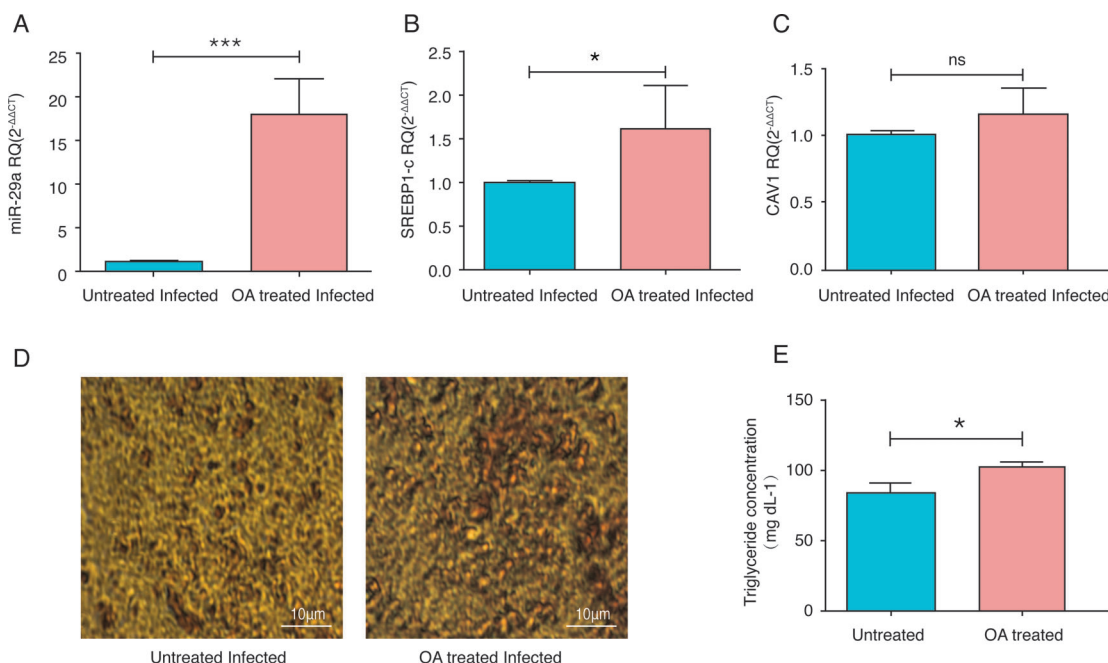 A
miR-29a RQ(2-ΔΔCT)
25
20
15
10
5
0
***
Untreated Infected
OA treated Infected
B
SREBP1-c RQ(2-ΔΔCT)
2.5
2.0
1.5
1.0
0.5
0.0
*
Untreated Infected
OA treated Infected
C
CAV1 RQ(2-ΔΔCT)
1.5
1.0
0.5
0.0
ns
Untreated Infected
OA treated Infected
D
10μm
Untreated Infected
10μm
OA treated Infected
E
Triglyceride concentration
(mg dL-1)
150
100
50
0
*
Untreated
OA treated